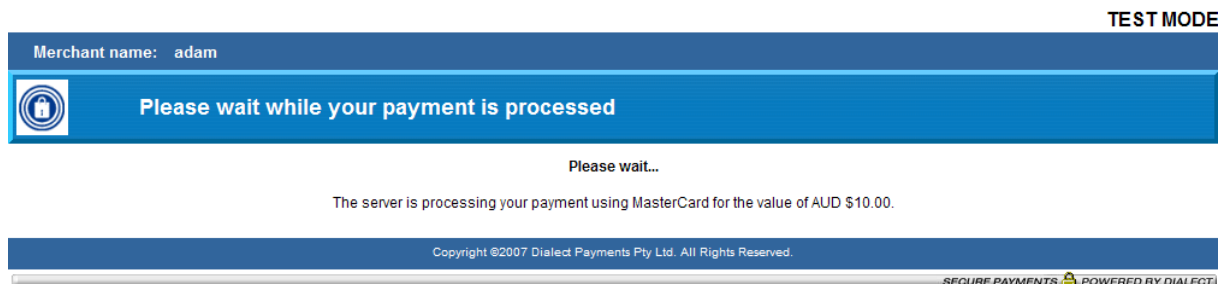 TEST MODE
Merchant name: adam
Please wait while your payment is processed
Please wait...
The server is processing your payment using MasterCard for the value of AUD $10.00.
Copyright ©2007 Dialect Payments Pty Ltd. All Rights Reserved.
SECURE PAYMENTS POWERED BY DIALECT